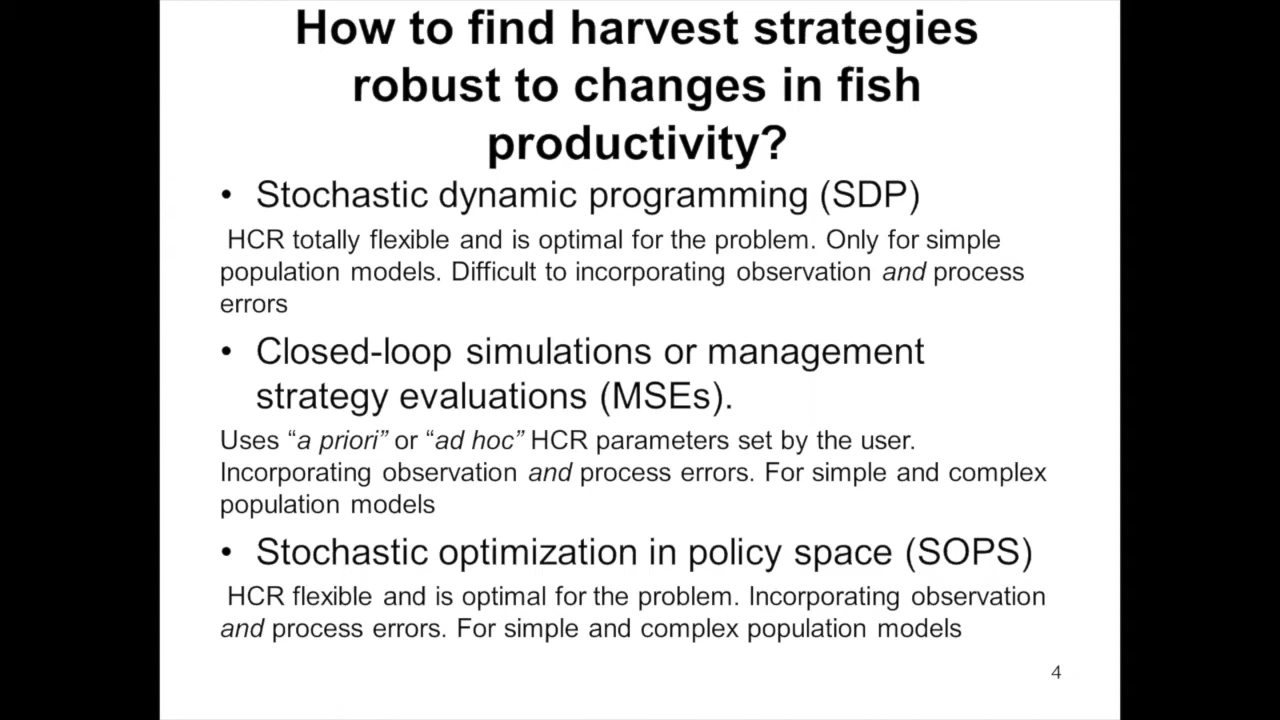 How to find harvest strategies
robust to changes in fish
productivity?
• Stochastic dynamic programming (SDP)
HCR totally flexible and is optimal for the problem. Only for simple
population models. Difficult to incorporating observation and process
errors
• Closed-loop simulations or management
strategy evaluations (MSEs).
Uses “a priori” or “ad hoc” HCR parameters set by the user.
Incorporating observation and process errors. For simple and complex
population models
• Stochastic optimization in policy space (SOPS)
HCR flexible and is optimal for the problem. Incorporating observation
and process errors. For simple and complex population models
4